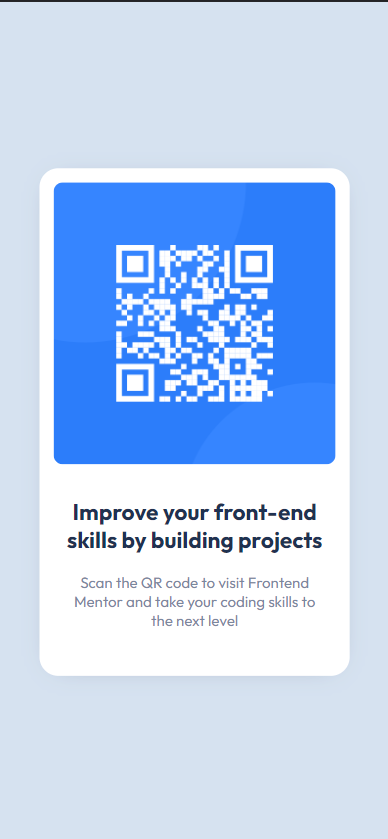 Improve your front-end
skills by building projects
Scan the QR code to visit Frontend
Mentor and take your coding skills to
the next level